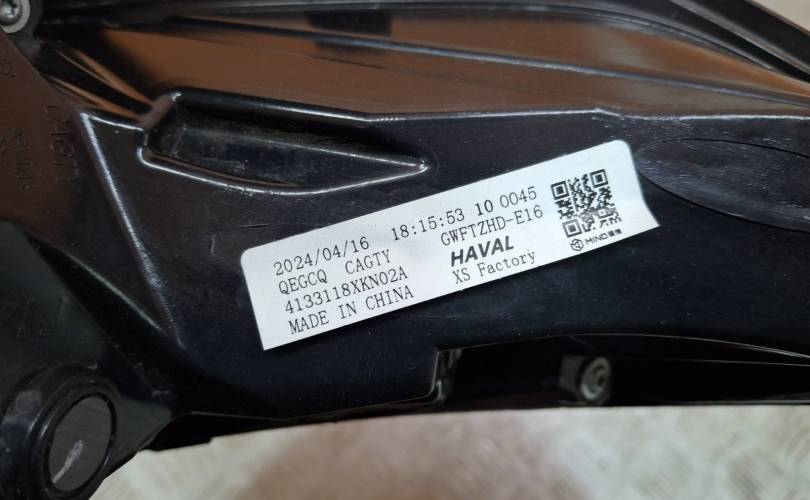 2024/04/16 18:15:53 10 0045
QEGCQ CAGTY GWFTZHD-E16
4133118XKN02A HAVAL
MADE IN CHINA XS Factory
MIND